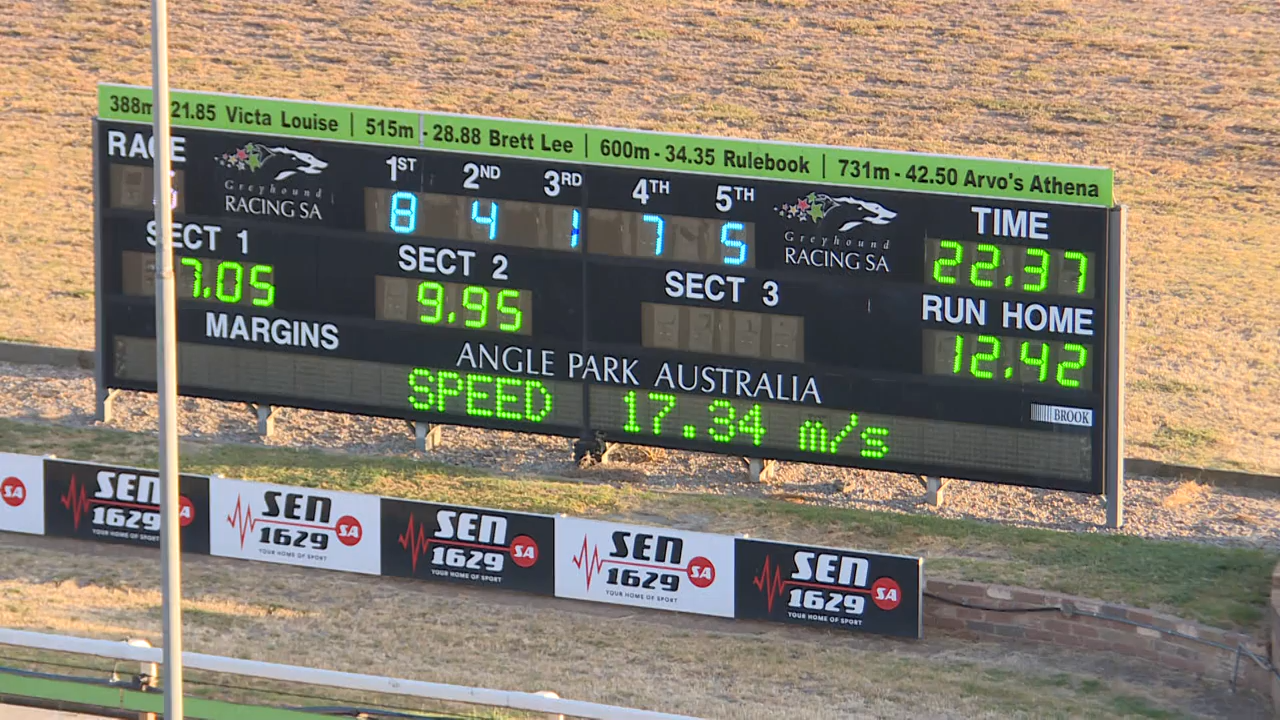 388m 21.85 Victa Louise | 515m - 28.88 Brett Lee | 600m - 34.35 Rulebook | 731m - 42.50 Arvo's Athena
RACE
Greyhound
RACING SA
1ST 2ND 3RD 4TH 5TH
8 4 1 7 5
Greyhound
RACING SA
TIME
22.37
SECT 1
7.05
SECT 2
9.95
SECT 3
RUN HOME
12.42
MARGINS
ANGLE PARK AUSTRALIA
SPEED 17.34 m/s
BROOK
SA
SEN
1629 SA
SEN
1629 SA
YOUR HOME OF SPORT
SEN
1629 SA
YOUR HOME OF SPORT
SEN
1629 SA
YOUR HOME OF SPORT
SEN
1629 SA
YOUR HOME OF SPORT